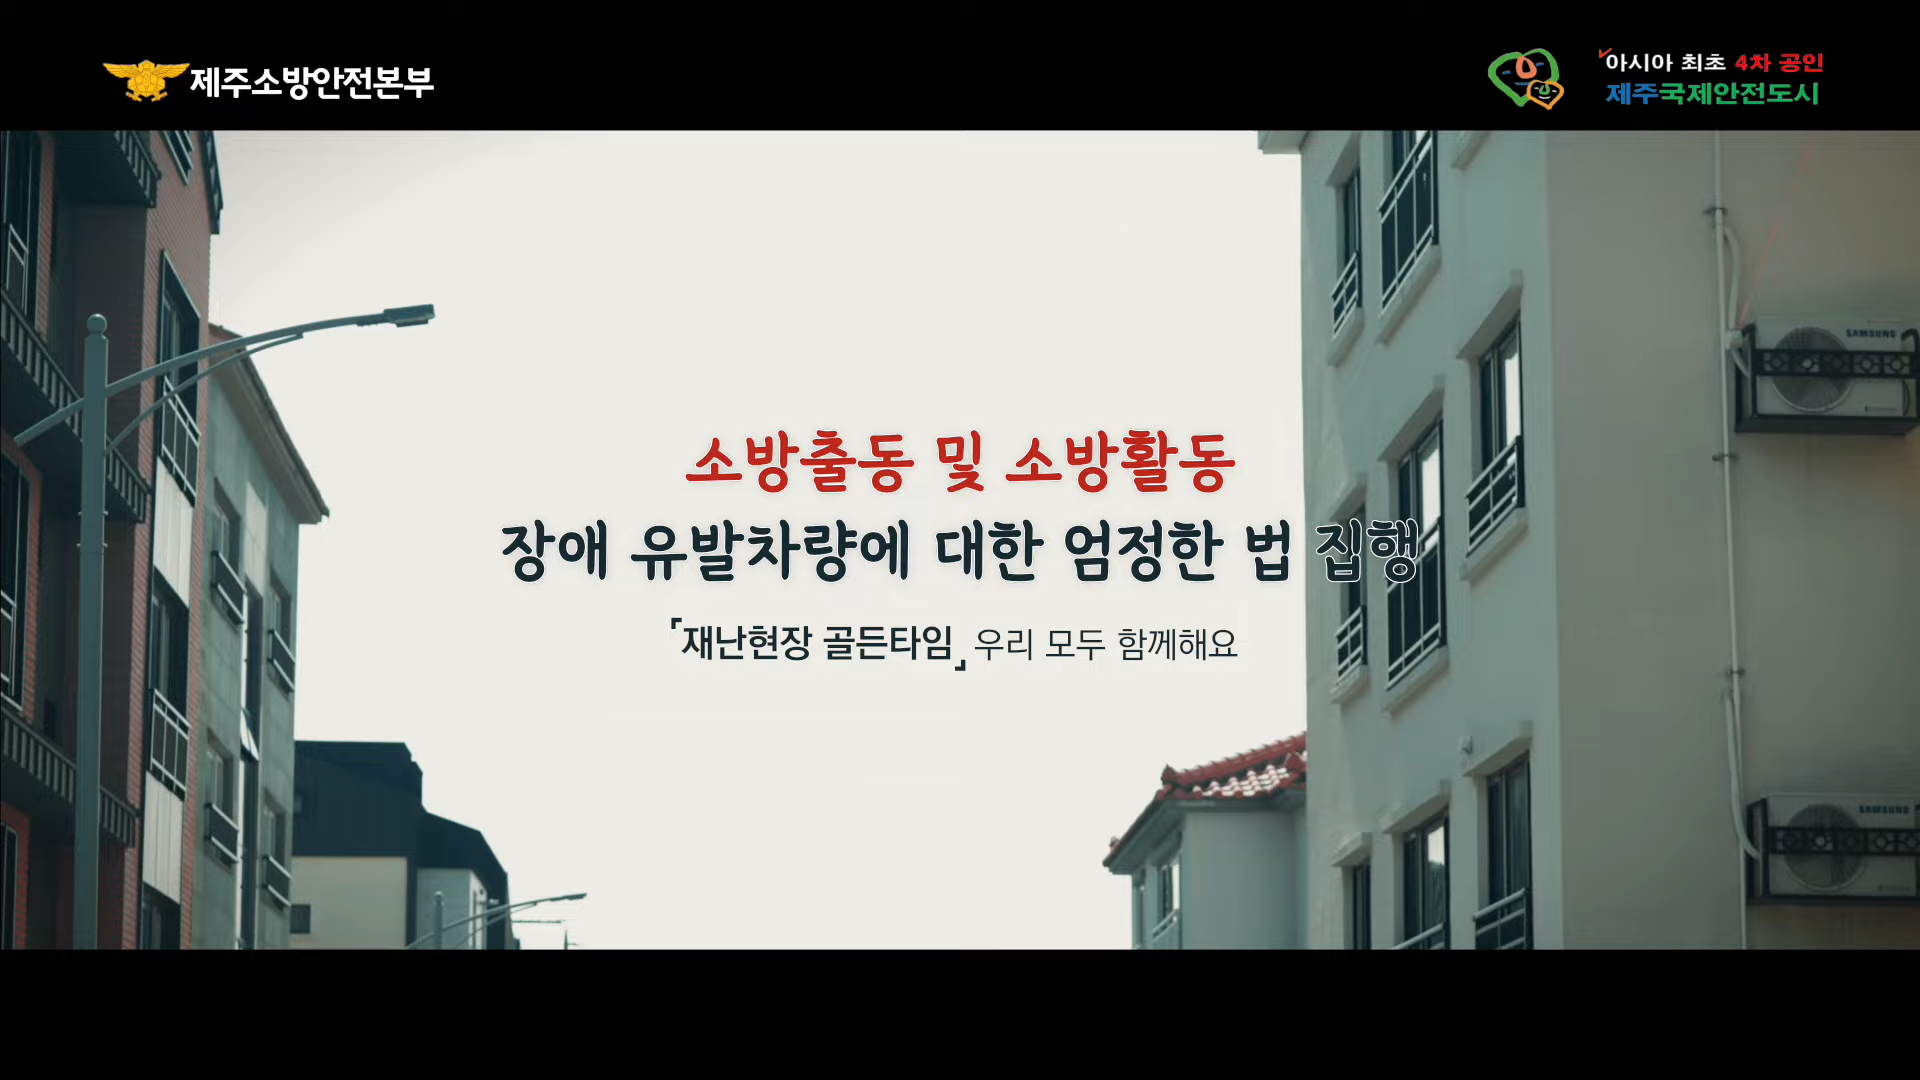 제주소방안전본부
아시아 최초 4차 공인
제주국제안전도시
소방출동 및 소방활동
장애 유발차량에 대한 엄정한 법 집행
「재난현장 골든타임」 우리 모두 함께해요
SAMSUNG
SAMSUNG